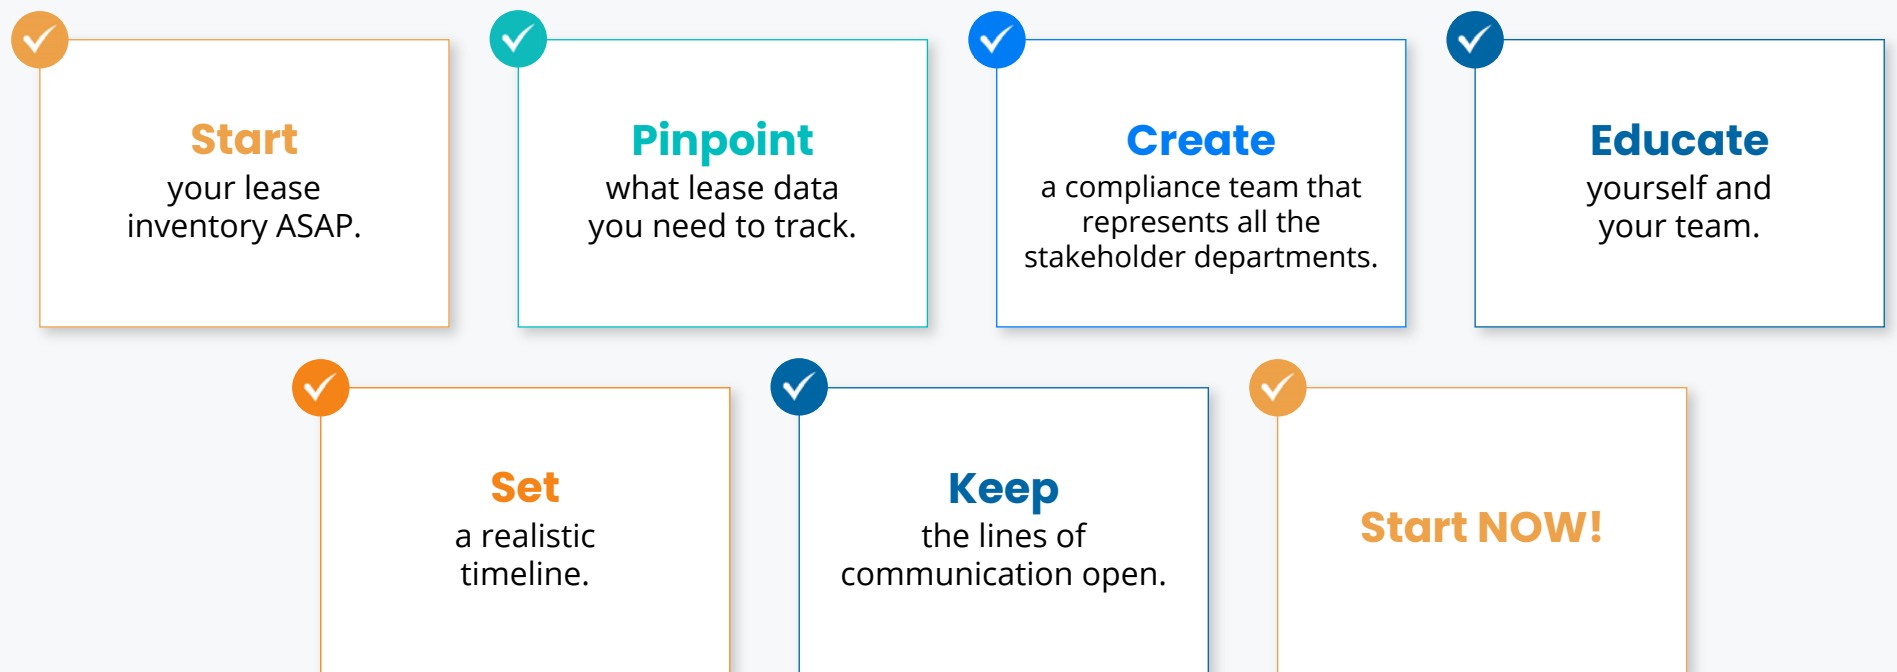 Start
your lease
inventory ASAP.
Pinpoint
what lease data
you need to track.
Create
a compliance team that
represents all the
stakeholder departments.
Educate
yourself and
your team.
Set
a realistic
timeline.
Keep
the lines of
communication open.
Start NOW!